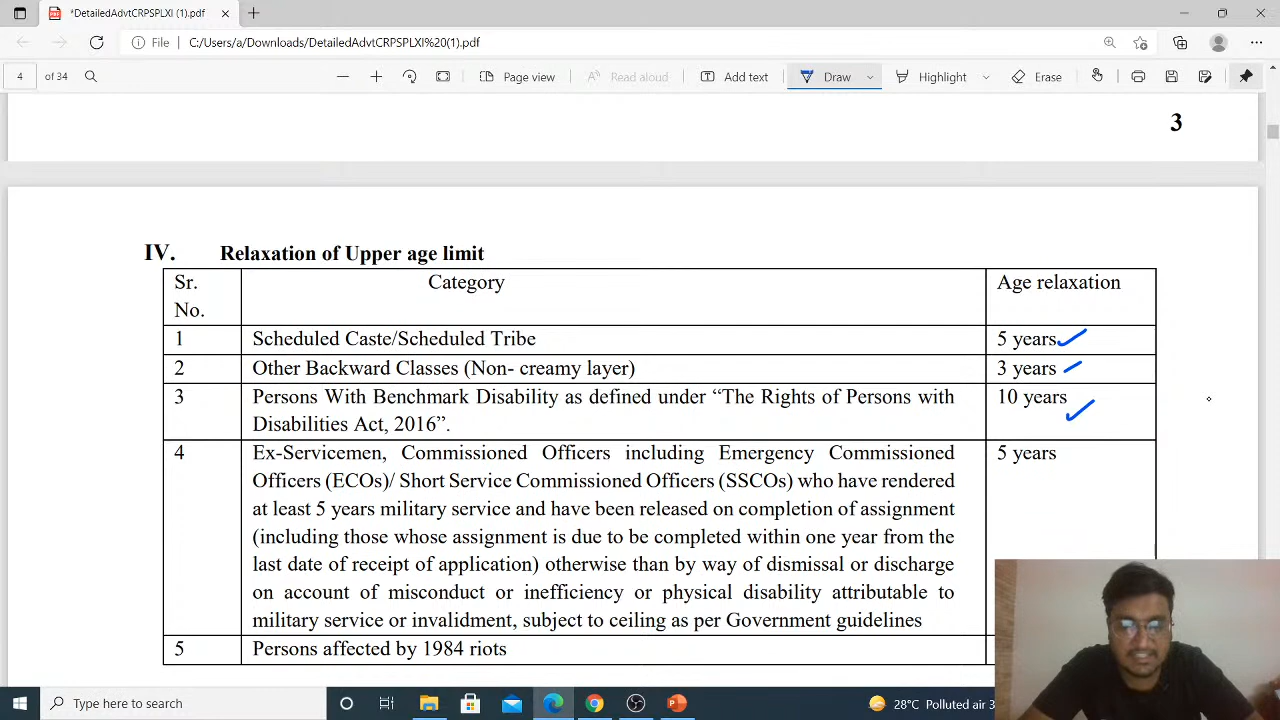 *DetailedAdvtCRPSPLXI (1).pdf
File C:/Users/a/Downloads/DetailedAdvtCRPSPLXI%20(1).pdf
4 of 34 Page view Read aloud Add text Draw Highlight Erase
3
IV. Relaxation of Upper age limit
Sr. Category Age relaxation
No.
1 Scheduled Caste/Scheduled Tribe 5 years
2 Other Backward Classes (Non- creamy layer) 3 years
3 Persons With Benchmark Disability as defined under “The Rights of Persons with 10 years
Disabilities Act, 2016”.
4 Ex-Servicemen, Commissioned Officers including Emergency Commissioned 5 years
Officers (ECOs)/ Short Service Commissioned Officers (SSCOs) who have rendered
at least 5 years military service and have been released on completion of assignment
(including those whose assignment is due to be completed within one year from the
last date of receipt of application) otherwise than by way of dismissal or discharge
on account of misconduct or inefficiency or physical disability attributable to
military service or invalidment, subject to ceiling as per Government guidelines
5 Persons affected by 1984 riots
Type here to search 28°C Polluted air 3